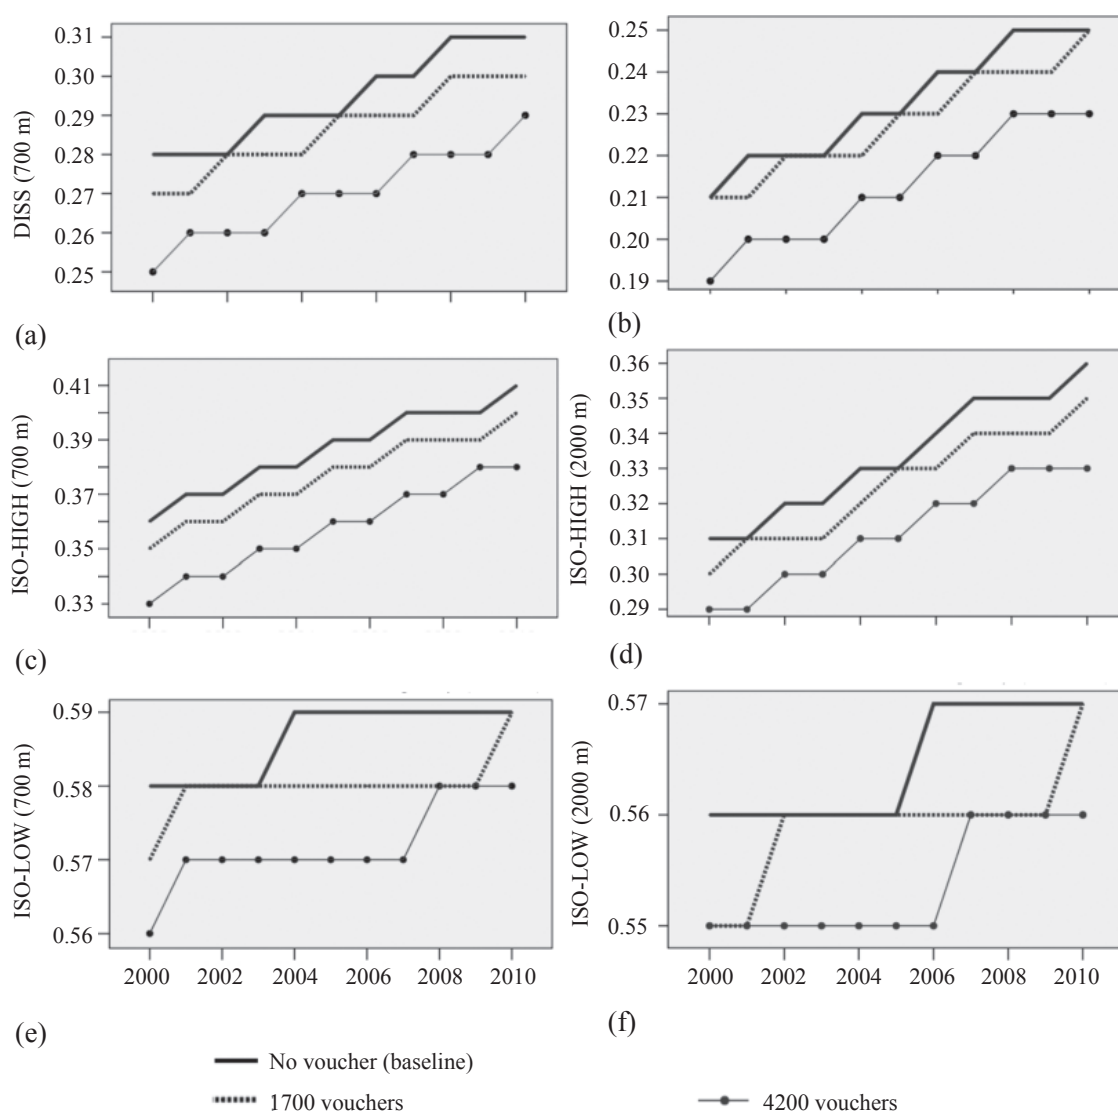 DISS (700 m)
0.31
0.30
0.29
0.28
0.27
0.26
0.25
(a)
0.25
0.24
0.23
0.22
0.21
0.20
0.19
(b)
ISO-HIGH (700 m)
0.41
0.39
0.37
0.35
0.33
(c)
ISO-HIGH (2000 m)
0.36
0.35
0.34
0.33
0.32
0.31
0.30
0.29
(d)
ISO-LOW (700 m)
0.59
0.58
0.57
0.56
2000 2002 2004 2006 2008 2010
(e)
ISO-LOW (2000 m)
0.57
0.56
0.55
2000 2002 2004 2006 2008 2010
(f)
No voucher (baseline)
1700 vouchers
4200 vouchers